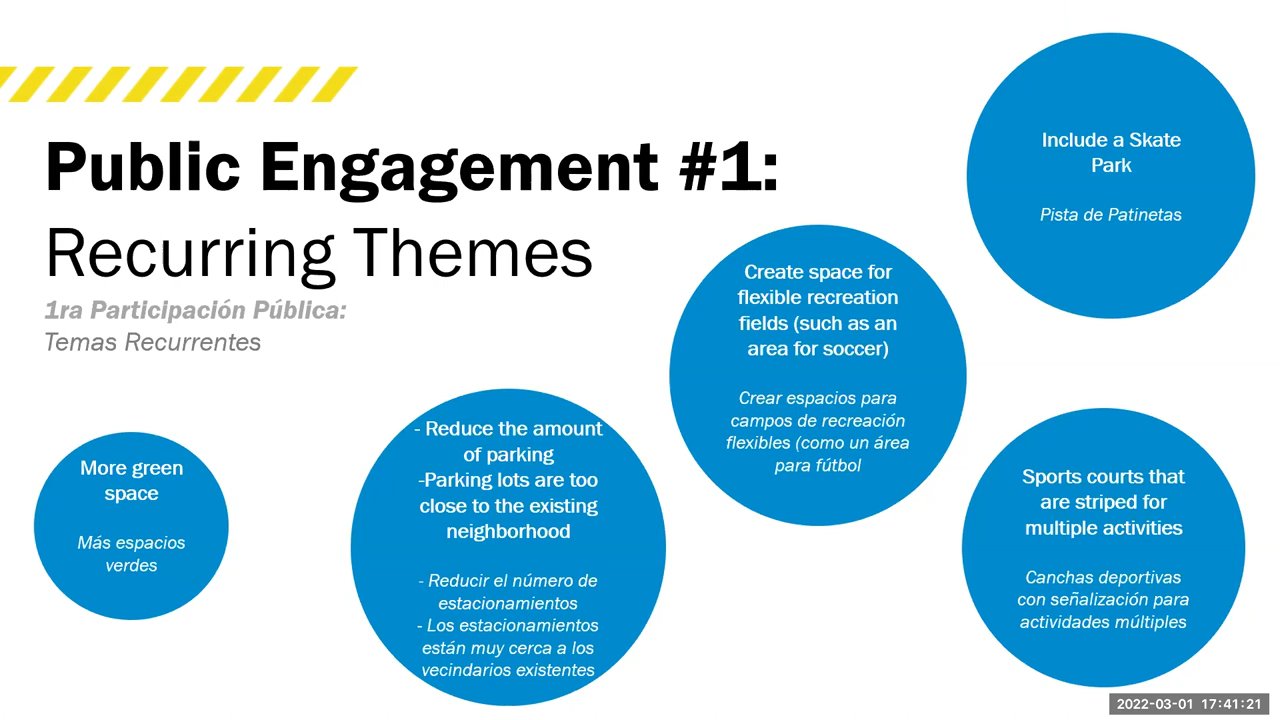 Public Engagement #1:
Recurring Themes
1ra Participación Pública:
Temas Recurrentes
More green
space
Más espacios
verdes
- Reduce the amount
of parking
-Parking lots are too
close to the existing
neighborhood
- Reducir el número de
estacionamientos
- Los estacionamientos
están muy cerca a los
vecindarios existentes
Create space for
flexible recreation
fields (such as an
area for soccer)
Crear espacios para
campos de recreación
flexibles (como un área
para fútbol
Include a Skate
Park
Pista de Patinetas
Sports courts that
are striped for
multiple activities
Canchas deportivas
con señalización para
actividades múltiples
2022-03-01 17:41:21